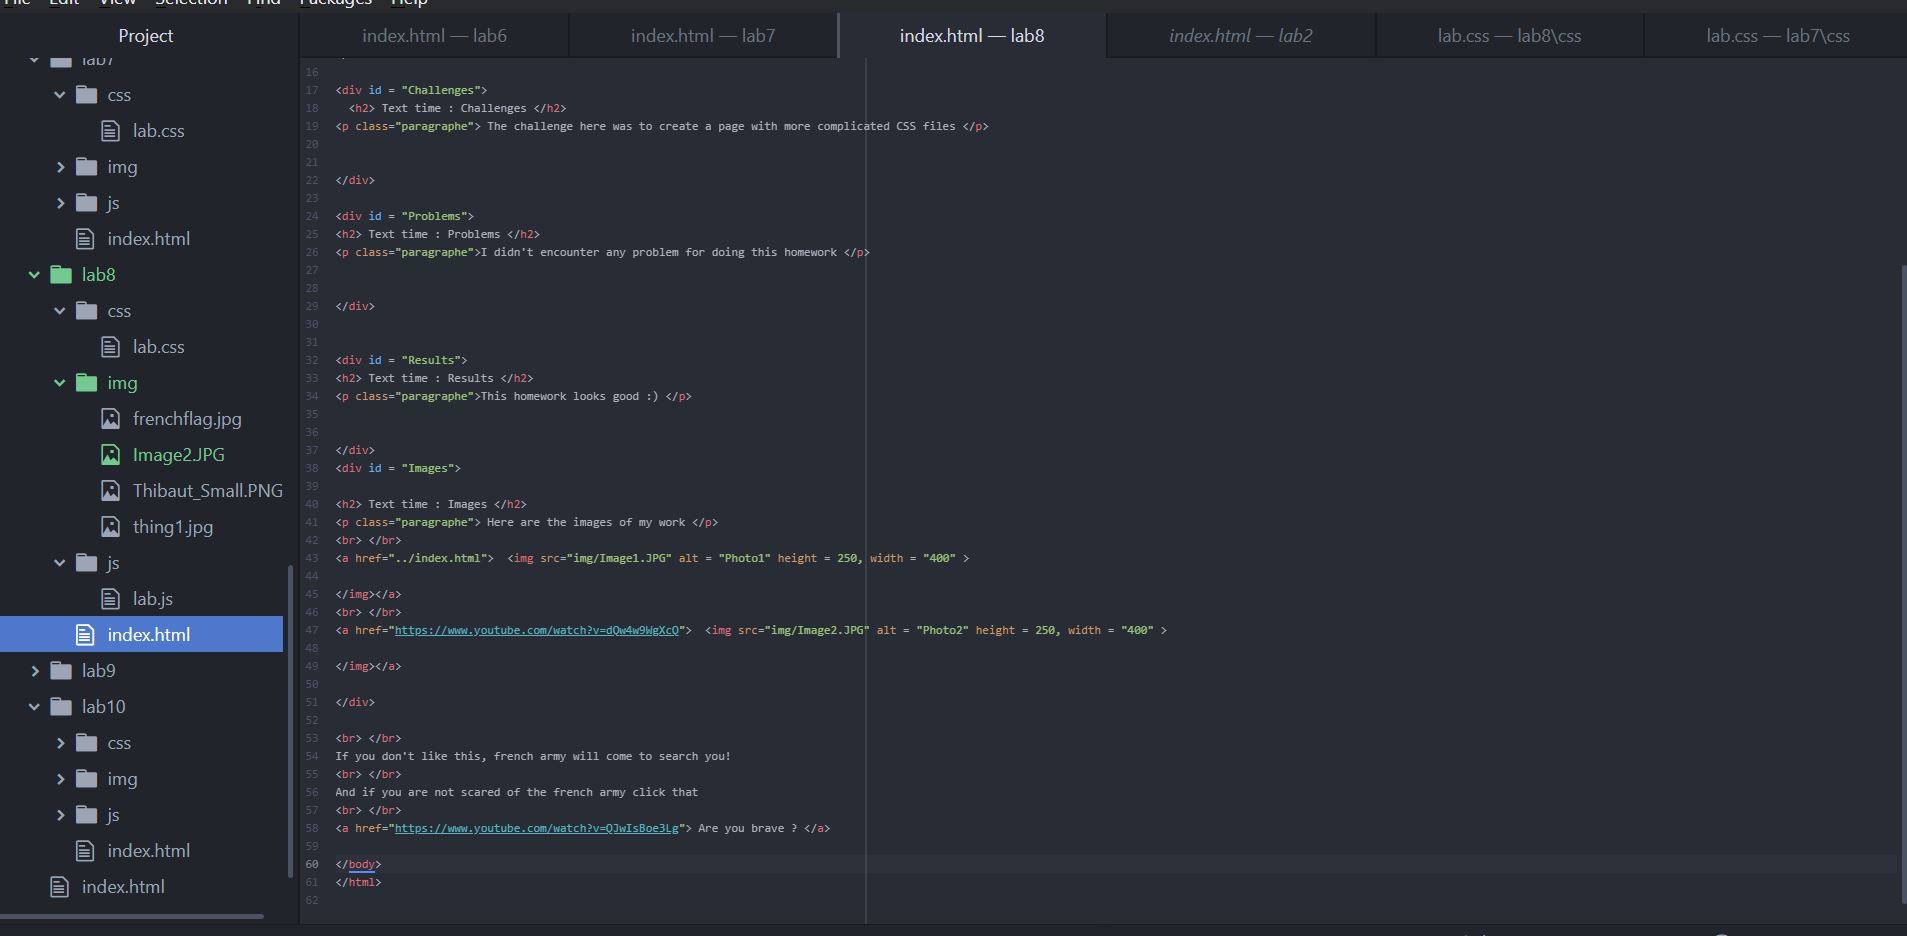 File Edit View Selection Find Packages Help
Project
index.html — lab6
index.html — lab7
index.html — lab8
index.html — lab2
lab.css — lab8\css
lab.css — lab7\css
lab7
css
lab.css
img
js
index.html
lab8
css
lab.css
img
frenchflag.jpg
Image2.JPG
Thibaut_Small.PNG
thing1.jpg
js
lab.js
index.html
lab9
lab10
css
img
js
index.html
index.html
16
17 <div id = "Challenges">
18 <h2> Text time : Challenges </h2>
19 <p class="paragraphe"> The challenge here was to create a page with more complicated CSS files </p>
20
21
22 </div>
23
24 <div id = "Problems">
25 <h2> Text time : Problems </h2>
26 <p class="paragraphe">I didn't encounter any problem for doing this homework </p>
27
28
29 </div>
30
31
32 <div id = "Results">
33 <h2> Text time : Results </h2>
34 <p class="paragraphe">This homework looks good :) </p>
35
36
37 </div>
38 <div id = "Images">
39
40 <h2> Text time : Images </h2>
41 <p class="paragraphe"> Here are the images of my work </p>
42 <br> </br>
43 <a href="../index.html">  <img src="img/Image1.JPG" alt = "Photo1" height = 250, width = "400" >
44
45 </img></a>
46 <br> </br>
47 <a href="https://www.youtube.com/watch?v=dQw4w9WgXcQ">  <img src="img/Image2.JPG" alt = "Photo2" height = 250, width = "400" >
48
49 </img></a>
50
51 </div>
52
53 <br> </br>
54 If you don't like this, french army will come to search you!
55 <br> </br>
56 And if you are not scared of the french army click that
57 <br> </br>
58 <a href="https://www.youtube.com/watch?v=QJwIsBoe3Lg"> Are you brave ? </a>
59
60 </body>
61 </html>
62